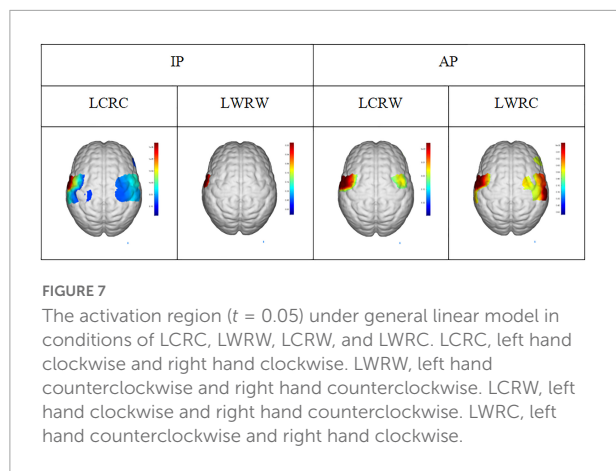 IP AP
LCRC LWRW LCRW LWRC
FIGURE 7
The activation region (t = 0.05) under general linear model in
conditions of LCRC, LWRW, LCRW, and LWRC. LCRC, left hand
clockwise and right hand clockwise. LWRW, left hand
counterclockwise and right hand counterclockwise. LCRW, left
hand clockwise and right hand counterclockwise. LWRC, left
hand counterclockwise and right hand clockwise.